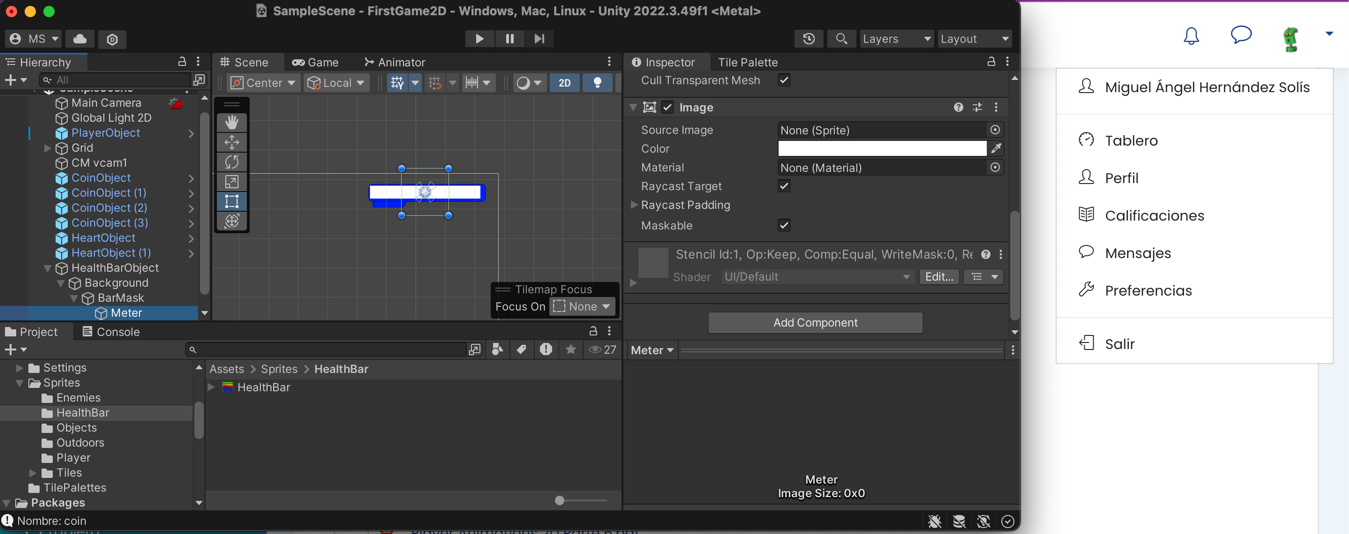 SampleScene - FirstGame2D - Windows, Mac, Linux - Unity 2022.3.49f1 <Metal>
MS
Layers
Layout
Hierarchy
All
SampleScene
Main Camera
Global Light 2D
PlayerObject
Grid
CM vcam1
CoinObject
CoinObject (1)
CoinObject (2)
CoinObject (3)
HeartObject
HeartObject (1)
HealthBarObject
Background
BarMask
Meter
Scene
Game
Animator
Center
Local
2D
Tilemap Focus
Focus On
None
Inspector
Tile Palette
Cull Transparent Mesh
Image
Source Image
None (Sprite)
Color
Material
None (Material)
Raycast Target
Raycast Padding
Maskable
Stencil Id:1, Op:Keep, Comp:Equal, WriteMask:0, Re
Shader
UI/Default
Edit...
Add Component
Meter
Meter
Image Size: 0x0
Project
Console
27
Settings
Sprites
Enemies
HealthBar
Objects
Outdoors
Player
Tiles
TilePalettes
Packages
Assets > Sprites > HealthBar
HealthBar
Nombre: coin
Miguel Ángel Hernández Solís
Tablero
Perfil
Calificaciones
Mensajes
Preferencias
Salir